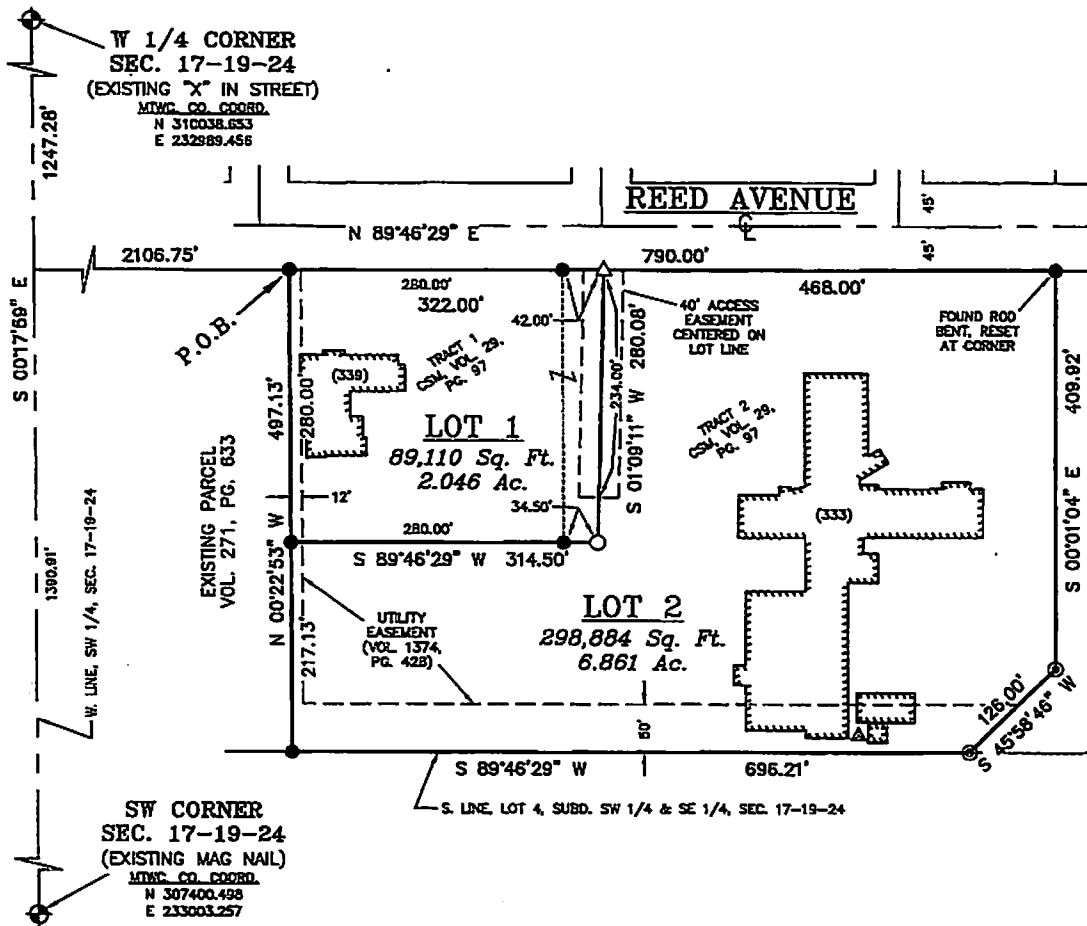 W 1/4 CORNER
SEC. 17-19-24
(EXISTING "X" IN STREET)
MTWC. CO. COORD.
N 310038.653
E 232989.456
1247.28'
S 00°17'59" E
REED AVENUE
C
L
45'
45'
N 89°46'29" E
2106.75'
790.00'
280.00'
322.00'
468.00'
P.O.B.
42.00'
40' ACCESS
EASEMENT
CENTERED ON
LOT LINE
FOUND ROD
BENT, RESET
AT CORNER
TRACT 1
CSM, VOL. 29,
PG. 97
(339)
LOT 1
89,110 Sq. Ft.
2.046 Ac.
497.13'
280.00'
234.00'
S 01°09'11" W 280.08'
TRACT 2
CSM, VOL. 29,
PG. 97
409.92'
S 00°01'04" E
(333)
12'
34.50'
280.00'
S 89°46'29" W 314.50'
EXISTING PARCEL
VOL. 271, PG. 633
N 00°22'53" W
217.13'
1390.91'
W. LINE, SW 1/4, SEC. 17-19-24
UTILITY
EASEMENT
(VOL. 1374,
PG. 428)
LOT 2
298,884 Sq. Ft.
6.861 Ac.
126.00'
S 45°58'46" W
S 89°46'29" W 696.21'
S. LINE, LOT 4, SUBD. SW 1/4 & SE 1/4, SEC. 17-19-24
SW CORNER
SEC. 17-19-24
(EXISTING MAG NAIL)
MTWC. CO. COORD.
N 307400.498
E 233003.257